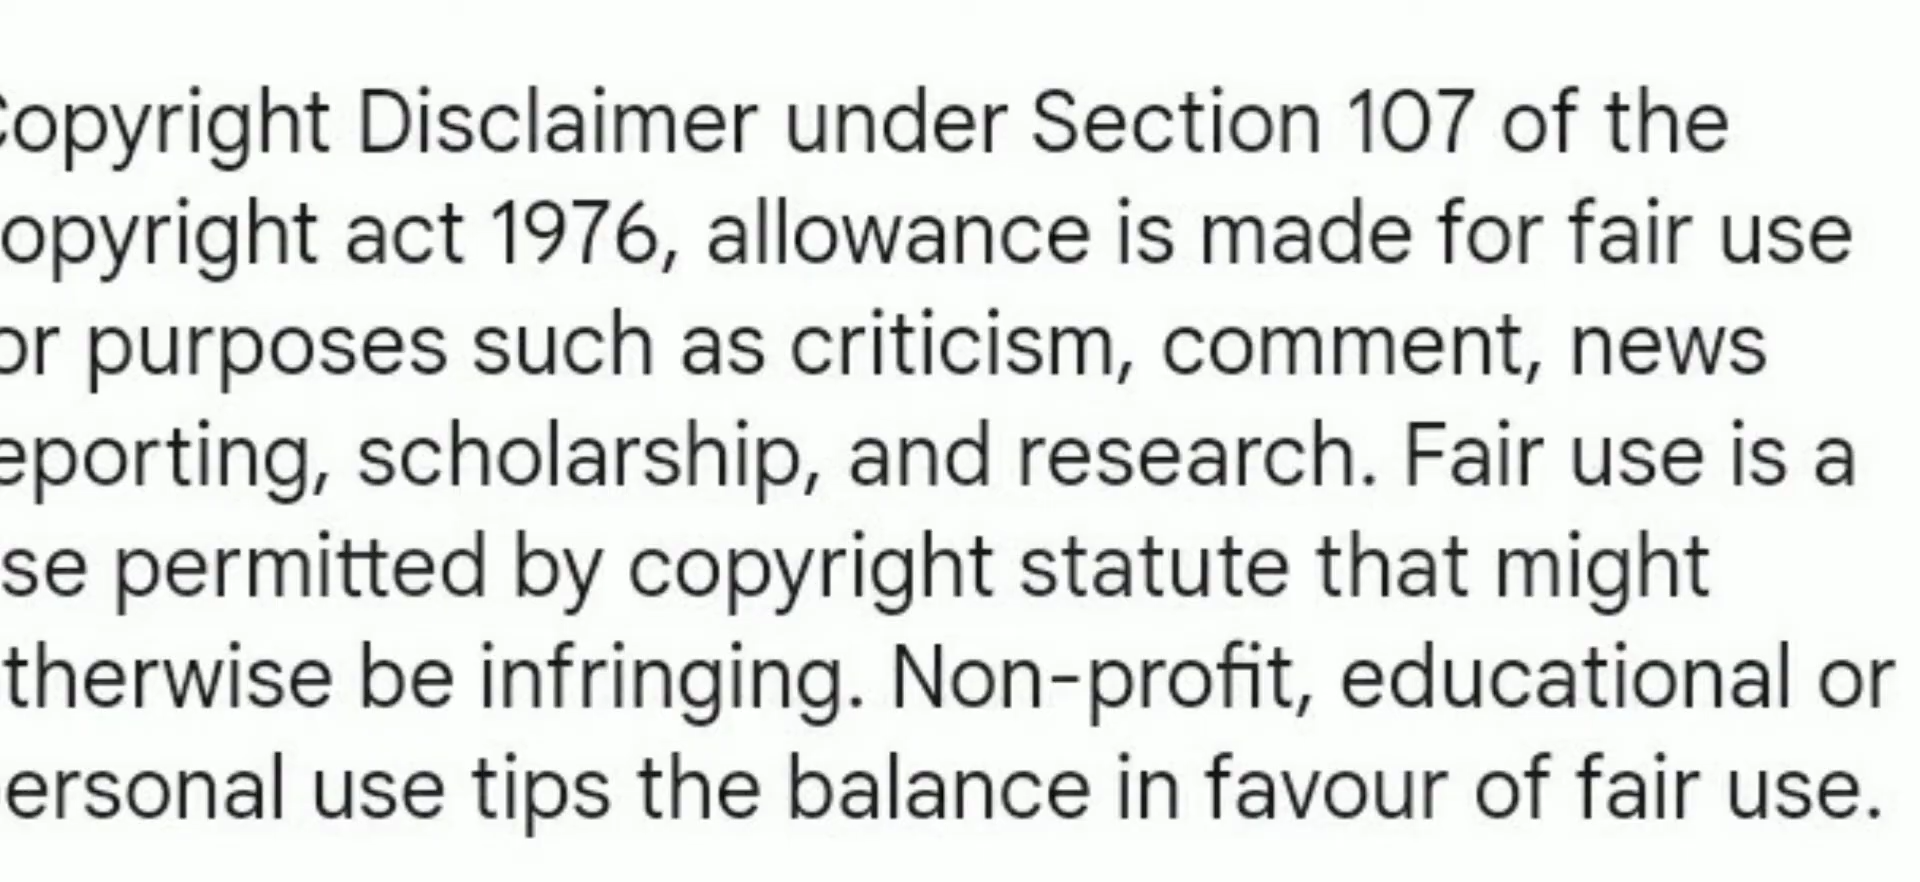 Copyright Disclaimer under Section 107 of the
opyright act 1976, allowance is made for fair use
or purposes such as criticism, comment, news
eporting, scholarship, and research. Fair use is a
se permitted by copyright statute that might
therwise be infringing. Non-profit, educational or
ersonal use tips the balance in favour of fair use.